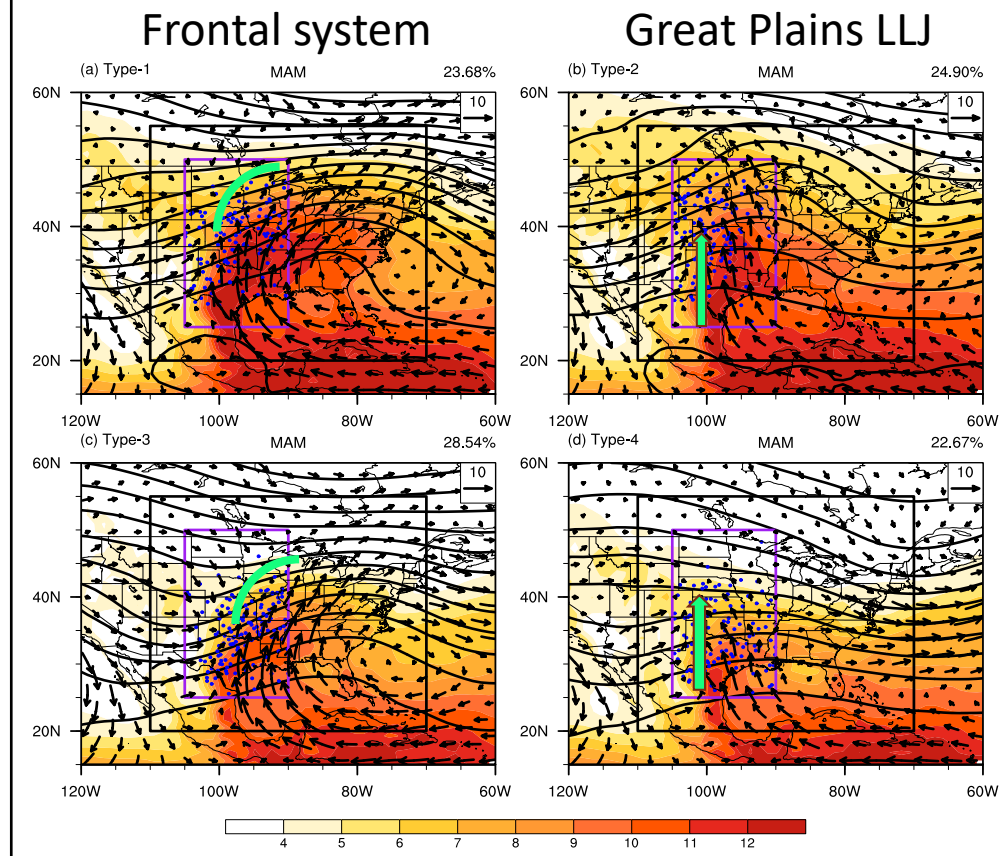 Frontal system Great Plains LLJ
(a) Type-1 MAM 23.68% (b) Type-2 MAM 24.90%
60N 10 10
40N 40N
20N 20N
120W 100W 80W 60W 120W 100W 80W 60W
(c) Type-3 MAM 28.54% (d) Type-4 MAM 22.67%
60N 10 60N 10
40N 40N
20N 20N
120W 100W 80W 60W 120W 100W 80W 60W
4 5 6 7 8 9 10 11 12